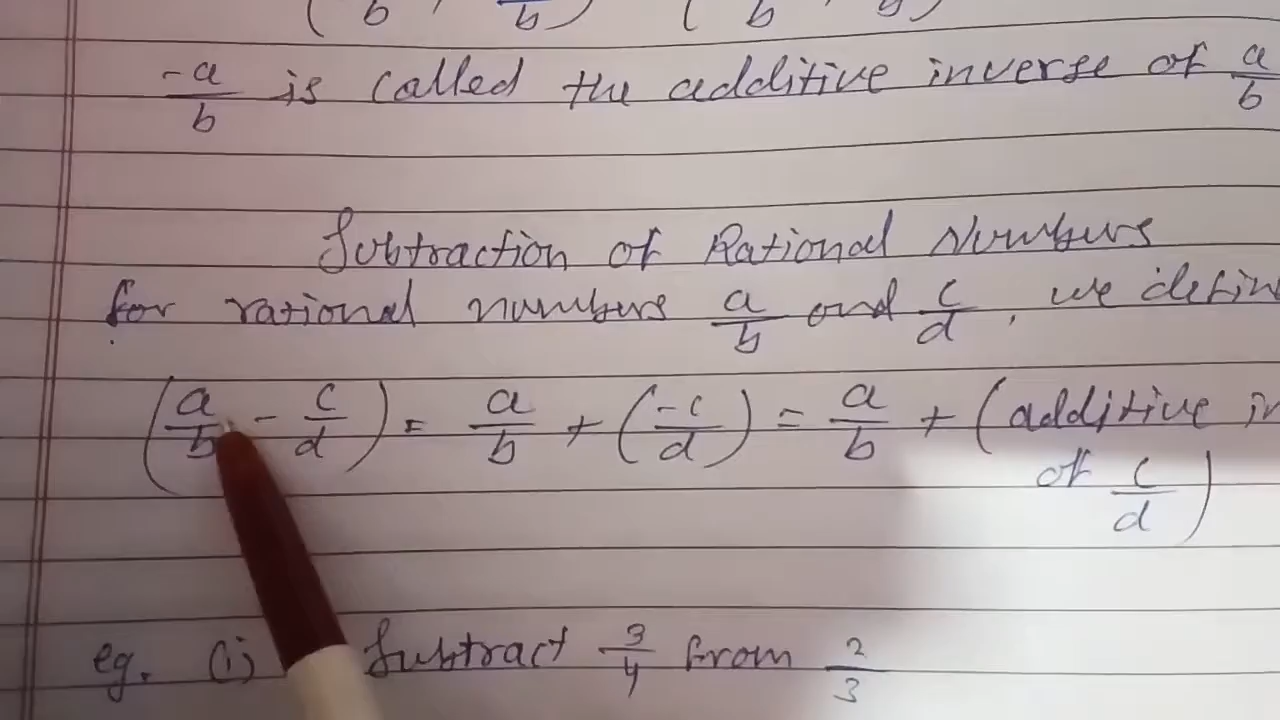 -a/b is called the additive inverse of a/b
Subtraction of Rational Numbers
for rational numbers a/b and c/d, we define
(a/b - c/d) = a/b + (-c/d) = a/b + (additive in
of c/d)
eg. (i) Subtract 3/4 from 2/3